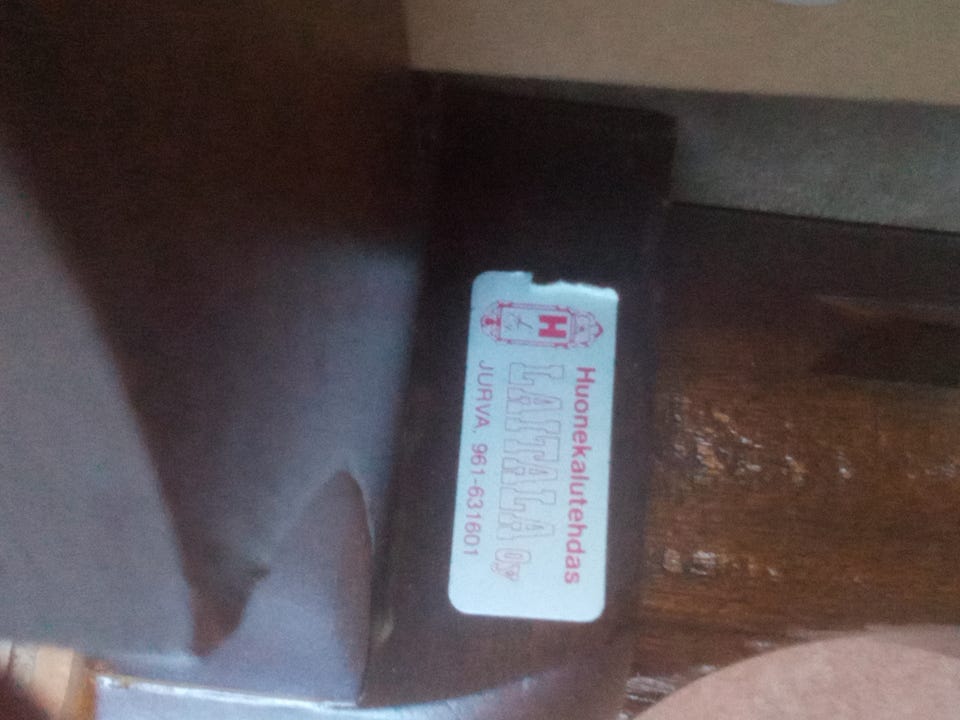 H
Huonekalutehdas
LAITALA Oy
JURVA, 961-631601